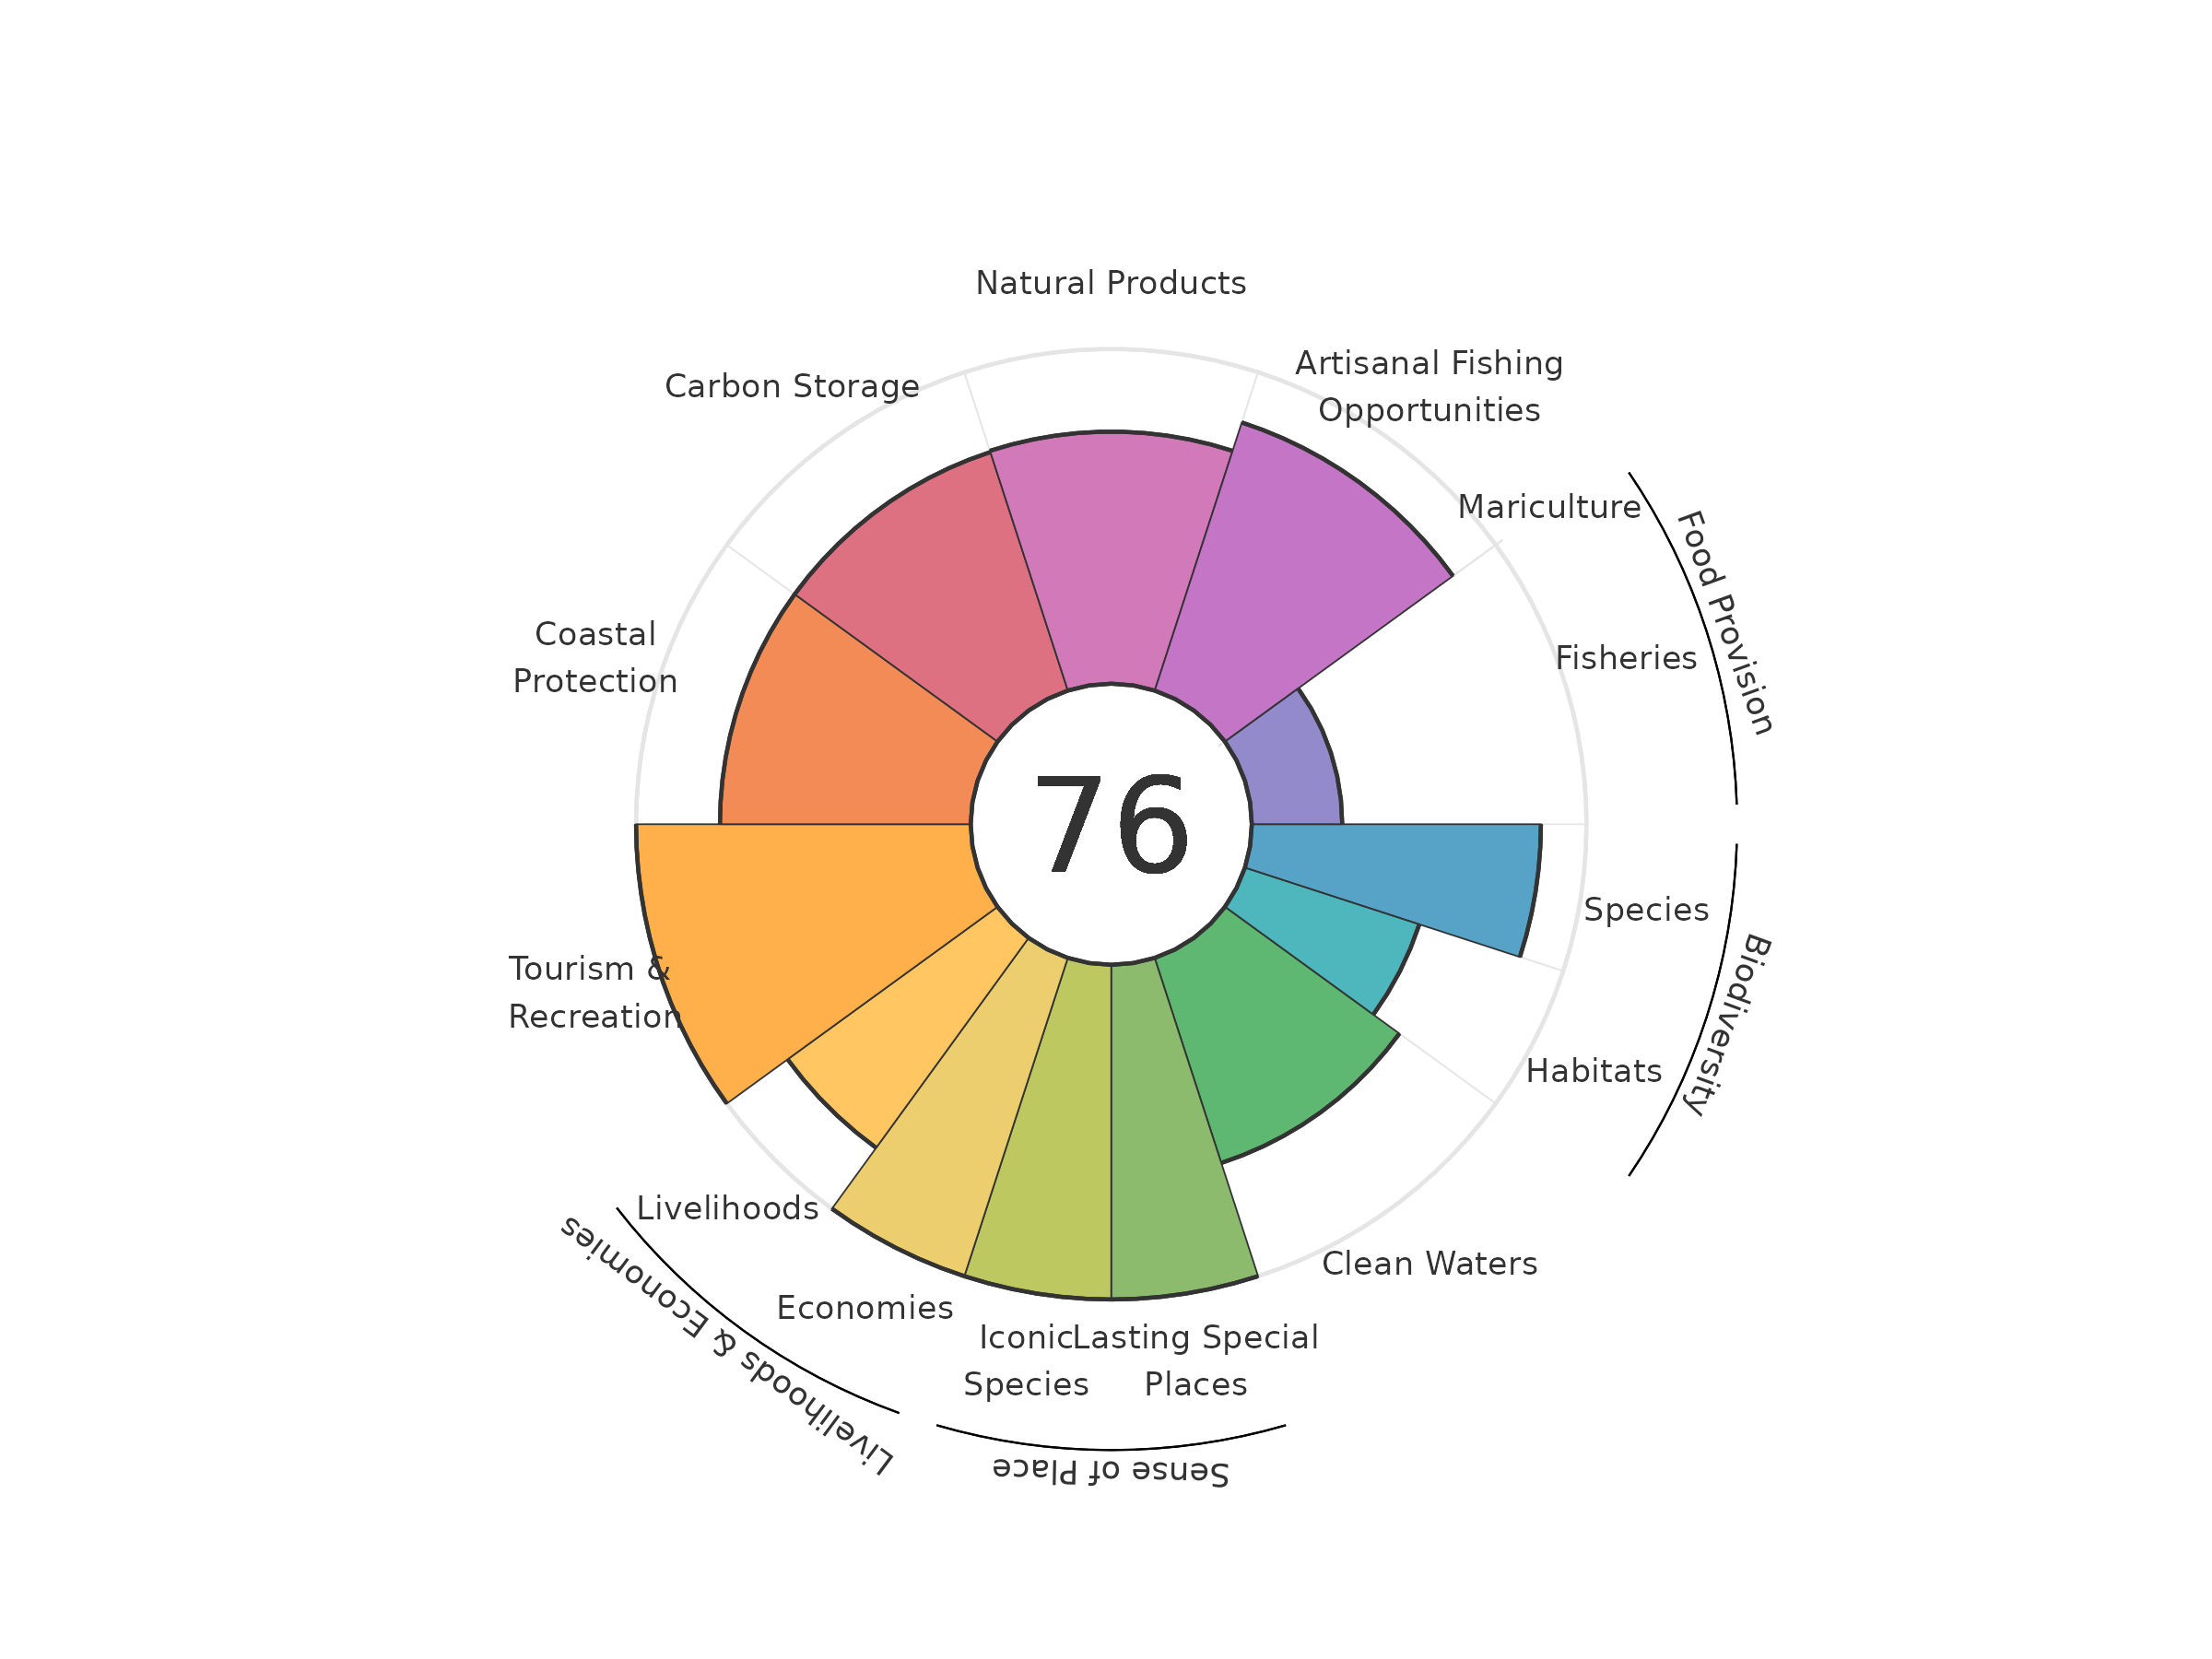 Natural Products
Artisanal Fishing
Opportunities
Carbon Storage
Mariculture
Food Provision
Coastal
Protection
Fisheries
76
Species
Biodiversity
Tourism &
Recreation
Habitats
Livelihoods
Clean Waters
Livelihoods & Economies
Economies
Iconic
Species
Lasting Special
Places
Sense of Place